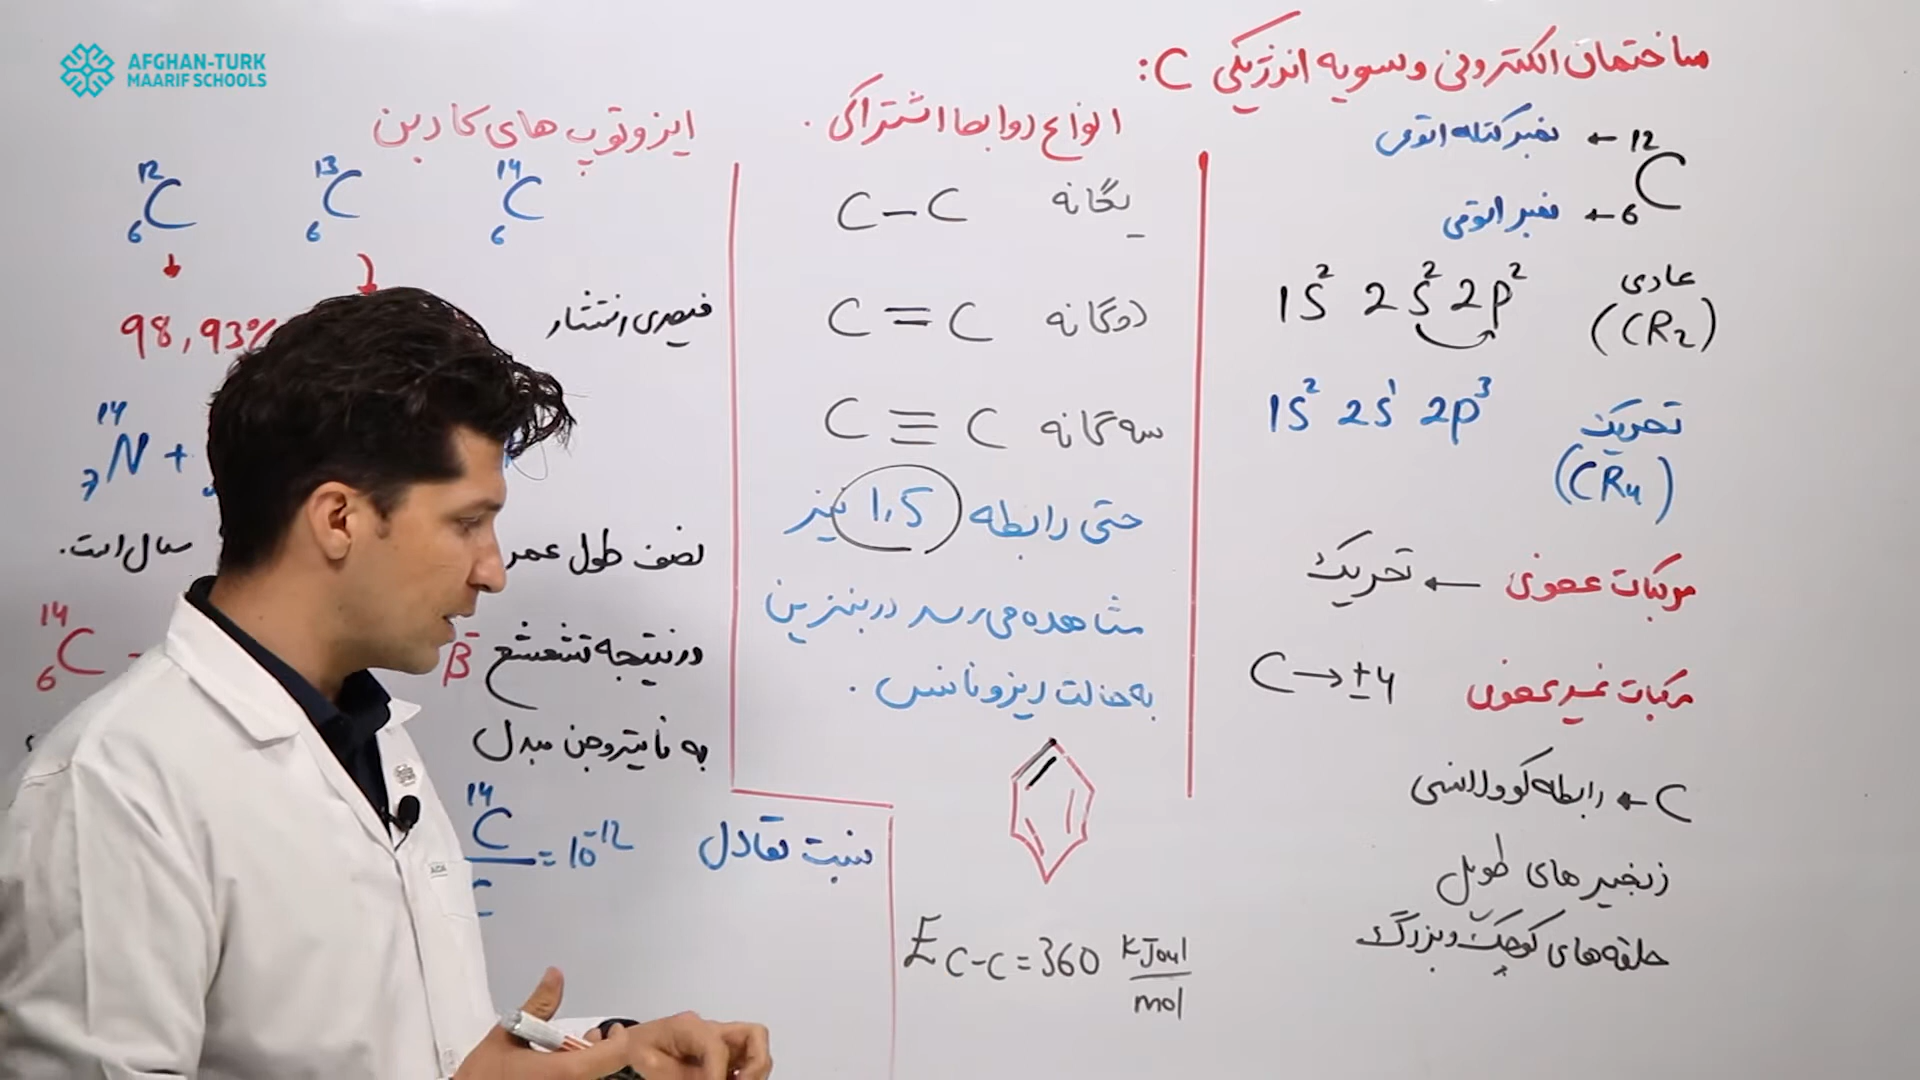 AFGHAN-TURK
MAARIF SCHOOLS
ساختمان الکترونی و سویه انرژیکی C:
12 ← نمبر کتله اتومی
C
6 ← نمبر اتومی
عادی
1S² 2S² 2P²
(CR2)
تحریک
1S² 2S¹ 2P³
(CR4)
مرکبات عضوی ← تحریک
مرکبات غیر عضوی C → ±4
C ← رابطه کوولانسی
زنجیر های طویل
حلقه های کوچک و بزرگ
انواع روابط اشتراکی.
یگانه C-C
دوگانه C=C
سه گانه C≡C
حتی رابطه 1,5 نیز
مشاهده می رسد در بنزین
به حالت ریزونانس.
E C-C = 360 KJoul/mol
ایزوتوپ های کاربن
¹²₆C ¹³₆C ¹⁴₆C
98,93%
فیصدی انتشار
¹⁴₇N +
نصف طول عمر
سال است.
¹⁴₆C
در نتیجه تشعشع β
به نایتروجن مبدل
نسبت تعادل
¹⁴C
= 10⁻¹²